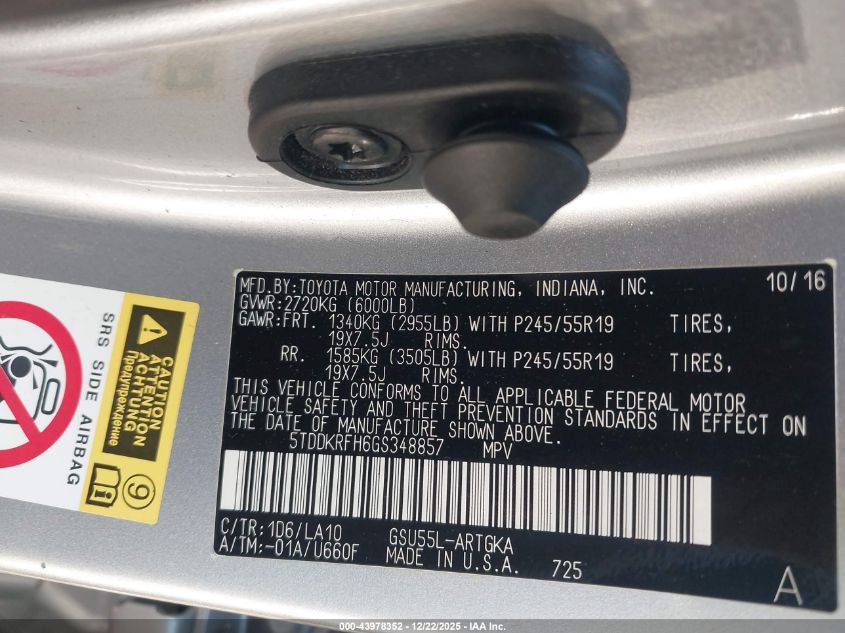 MFD.BY:TOYOTA MOTOR MANUFACTURING, INDIANA, INC. 10/16
GVWR:2720KG (6000LB)
GAWR:FRT. 1340KG (2955LB) WITH P245/55R19 TIRES,
19X7.5J RIMS.
RR. 1585KG (3505LB) WITH P245/55R19 TIRES,
19X7.5J RIMS.
THIS VEHICLE CONFORMS TO ALL APPLICABLE FEDERAL MOTOR
VEHICLE SAFETY AND THEFT PREVENTION STANDARDS IN EFFECT ON
THE DATE OF MANUFACTURE SHOWN ABOVE.
5TDDKRFH6GS348857 MPV
C/TR:1D6/LA10 GSU55L-ARTGKA
A/TM:-01A/U660F MADE IN U.S.A. 725
A
SRS SIDE AIRBAG
CAUTION
ATTENTION
ACHTUNG
Предупреждение
i
9
000-43978352 - 12/22/2025 - IAA Inc.